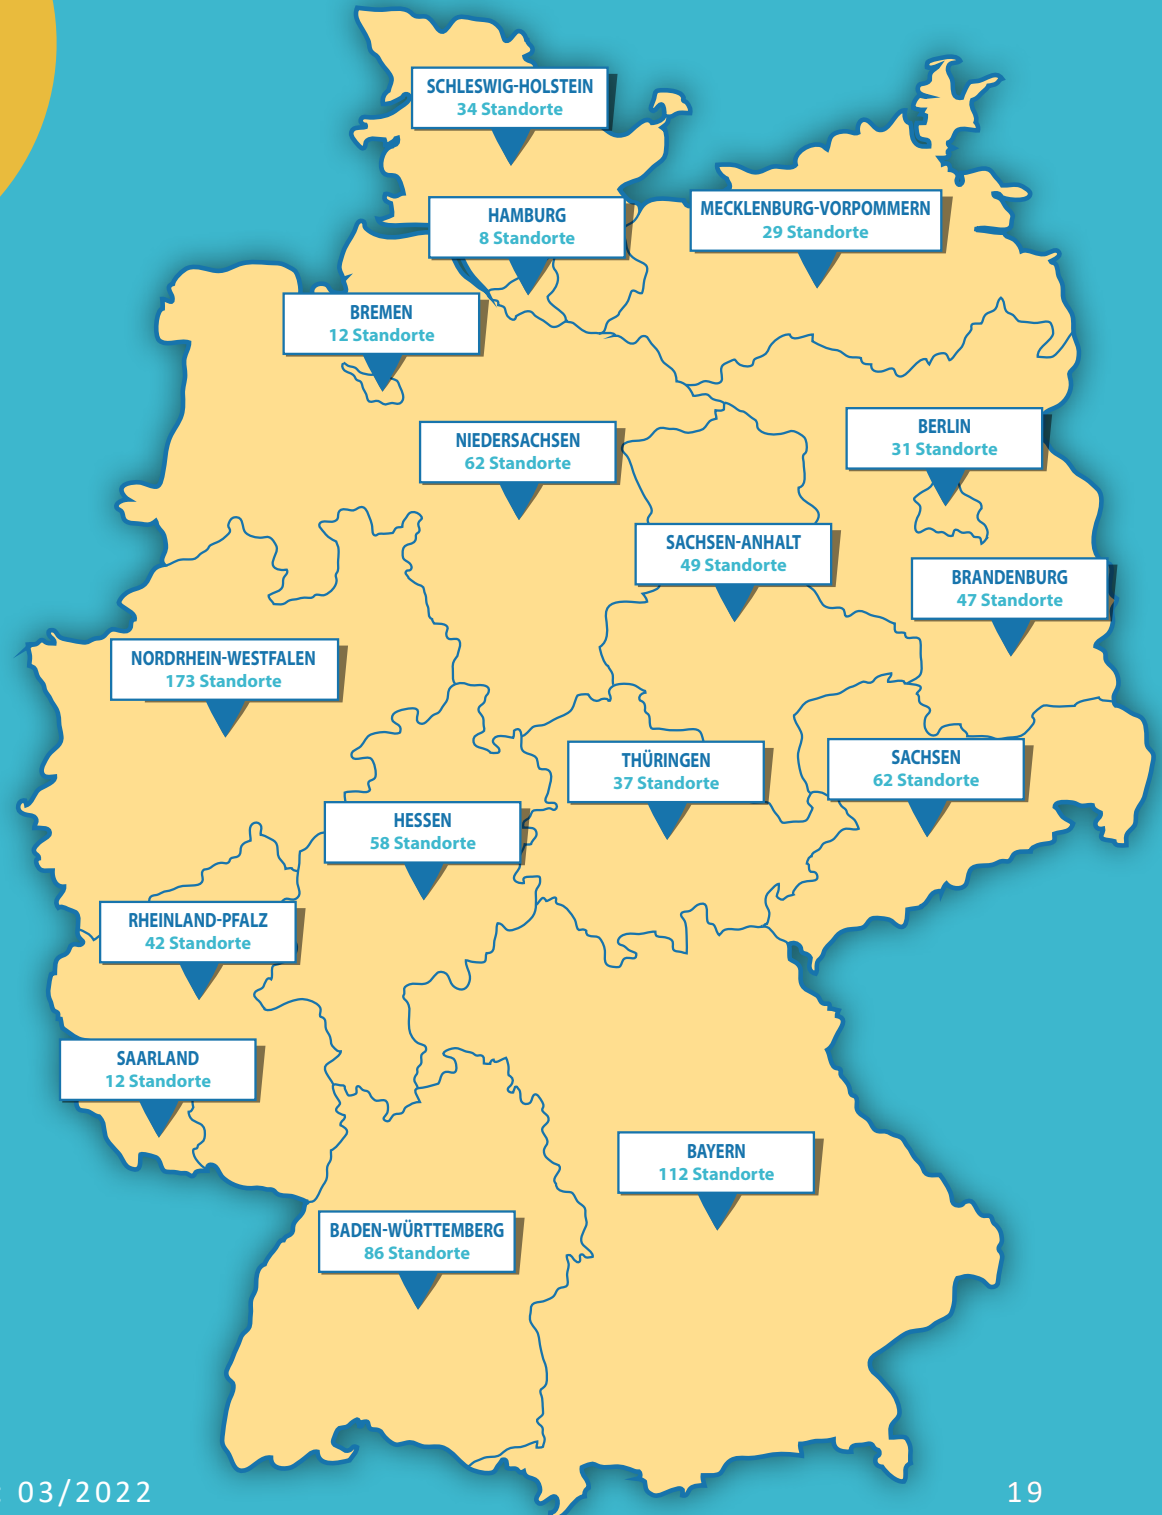 SCHLESWIG-HOLSTEIN
34 Standorte
HAMBURG
8 Standorte
MECKLENBURG-VORPOMMERN
29 Standorte
BREMEN
12 Standorte
NIEDERSACHSEN
62 Standorte
BERLIN
31 Standorte
SACHSEN-ANHALT
49 Standorte
BRANDENBURG
47 Standorte
NORDRHEIN-WESTFALEN
173 Standorte
THÜRINGEN
37 Standorte
SACHSEN
62 Standorte
HESSEN
58 Standorte
RHEINLAND-PFALZ
42 Standorte
SAARLAND
12 Standorte
BAYERN
112 Standorte
BADEN-WÜRTTEMBERG
86 Standorte
: 03/2022
19